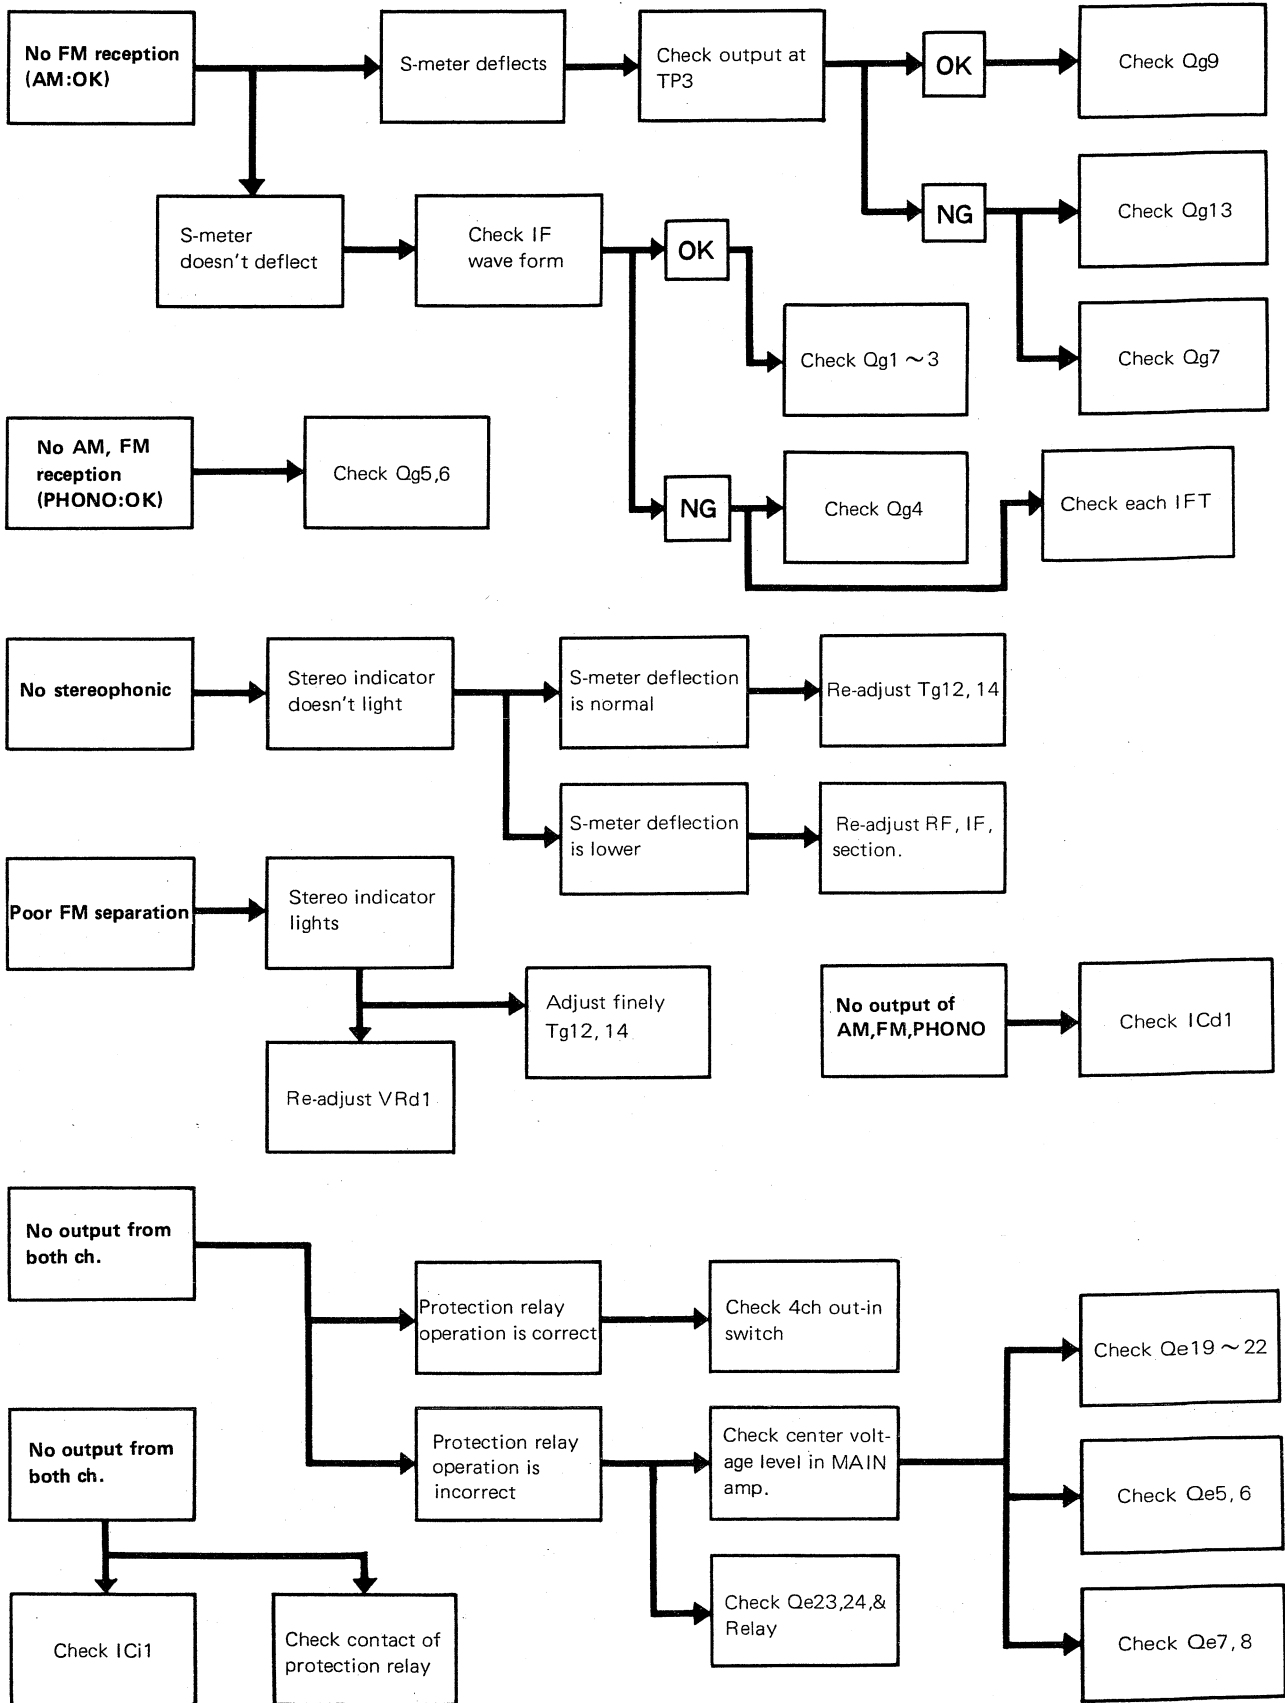 No FM reception
(AM:OK)
S-meter deflects
Check output at
TP3
OK
Check Qg9
NG
Check Qg13
Check Qg7
S-meter
doesn't deflect
Check IF
wave form
OK
Check Qg1 ~ 3
NG
Check Qg4
Check each IFT
No AM, FM
reception
(PHONO:OK)
Check Qg5,6
No stereophonic
Stereo indicator
doesn't light
S-meter deflection
is normal
Re-adjust Tg12, 14
S-meter deflection
is lower
Re-adjust RF, IF,
section.
Poor FM separation
Stereo indicator
lights
Adjust finely
Tg12, 14
Re-adjust VRd1
No output of
AM,FM,PHONO
Check ICd1
No output from
both ch.
Protection relay
operation is correct
Check 4ch out-in
switch
Protection relay
operation is
incorrect
Check center volt-
age level in MAIN
amp.
Check Qe19 ~ 22
Check Qe5, 6
Check Qe7, 8
Check Qe23,24,&
Relay
No output from
both ch.
Check ICi1
Check contact of
protection relay